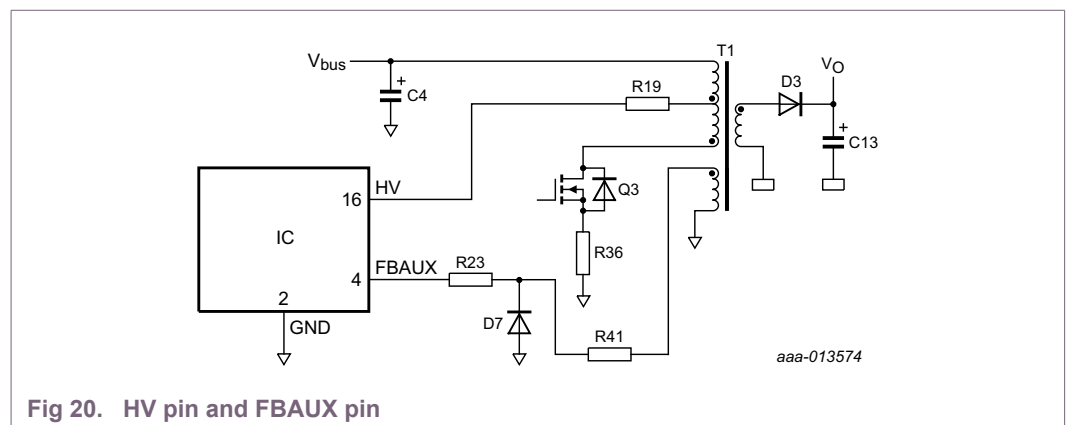 T1
Vbus
+
C4
R19
D3
VO
+
C13
HV
16
Q3
IC
R36
FBAUX
R23
4
2
D7
GND
R41
aaa-013574
Fig 20. HV pin and FBAUX pin